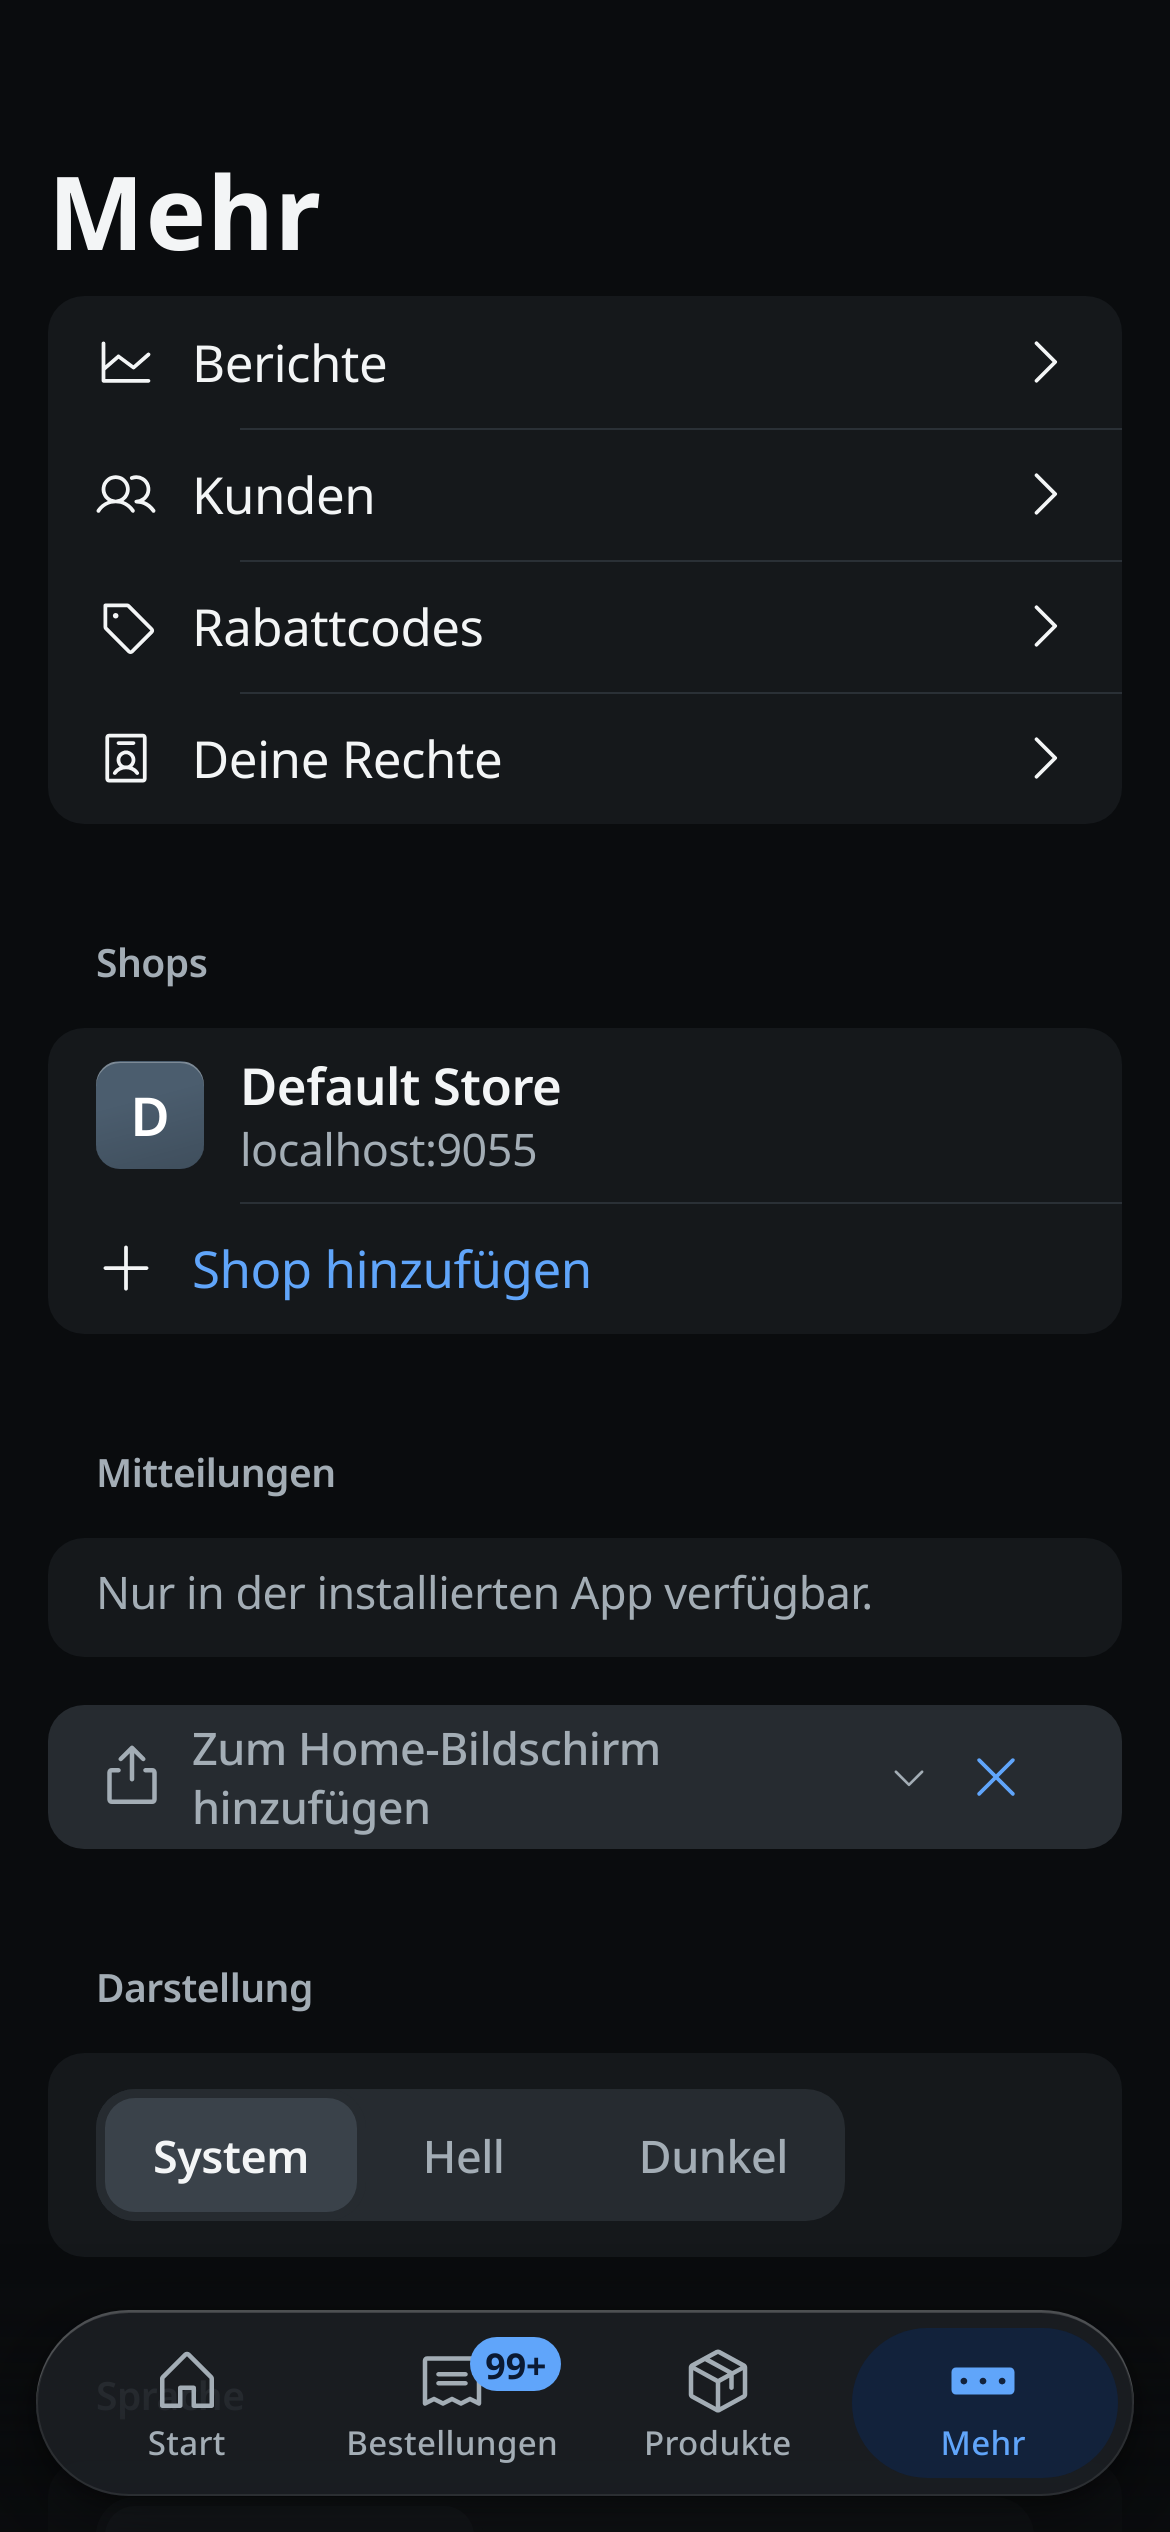 Mehr
Berichte
Kunden
Rabattcodes
Deine Rechte
Shops
D
Default Store
localhost:9055
Shop hinzufügen
Mitteilungen
Nur in der installierten App verfügbar.
Zum Home-Bildschirm
hinzufügen
Darstellung
System
Hell
Dunkel
Sprache
99+
Start
Bestellungen
Produkte
Mehr